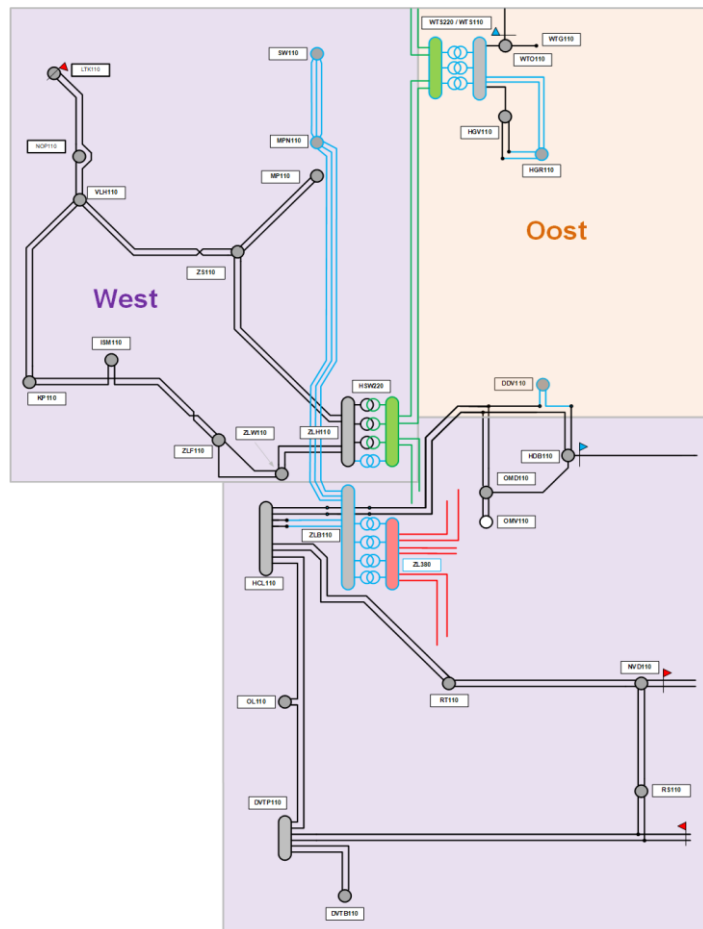 WTS220 / WTS110
WTG110
WTO110
SW110
LTK110
HGV110
MPN110
NOP110
HGR110
MP110
VLH110
Oost
ZS110
West
ISM110
HSW220
DDV110
KP110
ZLW110
ZLH110
ZLF110
HDB110
OMD110
OMV110
ZLB110
ZL380
HCL110
NVD110
RT110
OL110
RS110
DVTP110
DVTB110